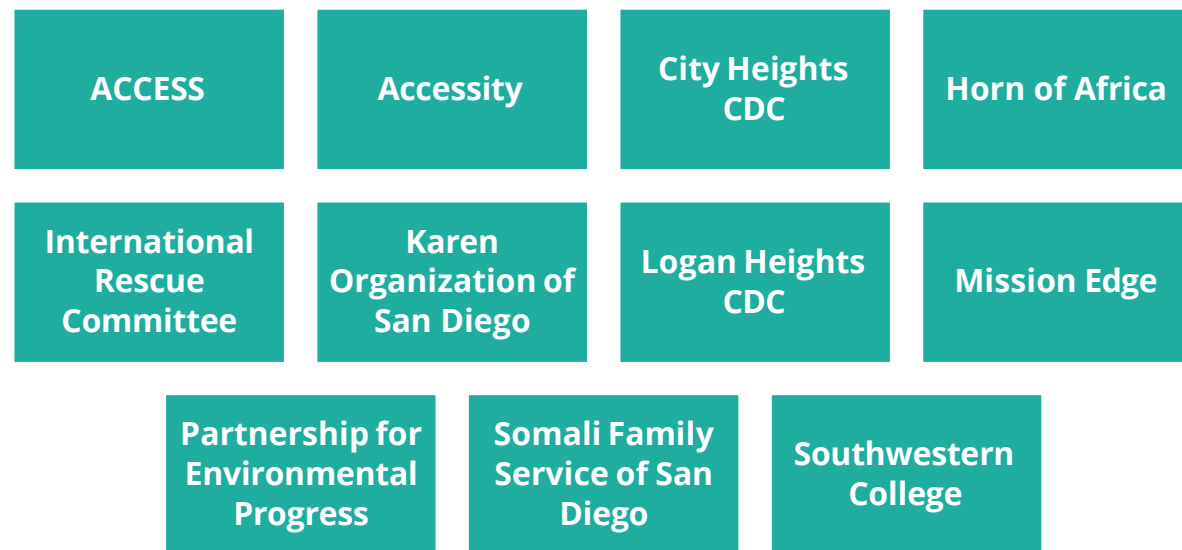 ACCESS
Accessity
City Heights
CDC
Horn of Africa
International
Rescue
Committee
Karen
Organization of
San Diego
Logan Heights
CDC
Mission Edge
Partnership for
Environmental
Progress
Somali Family
Service of San
Diego
Southwestern
College